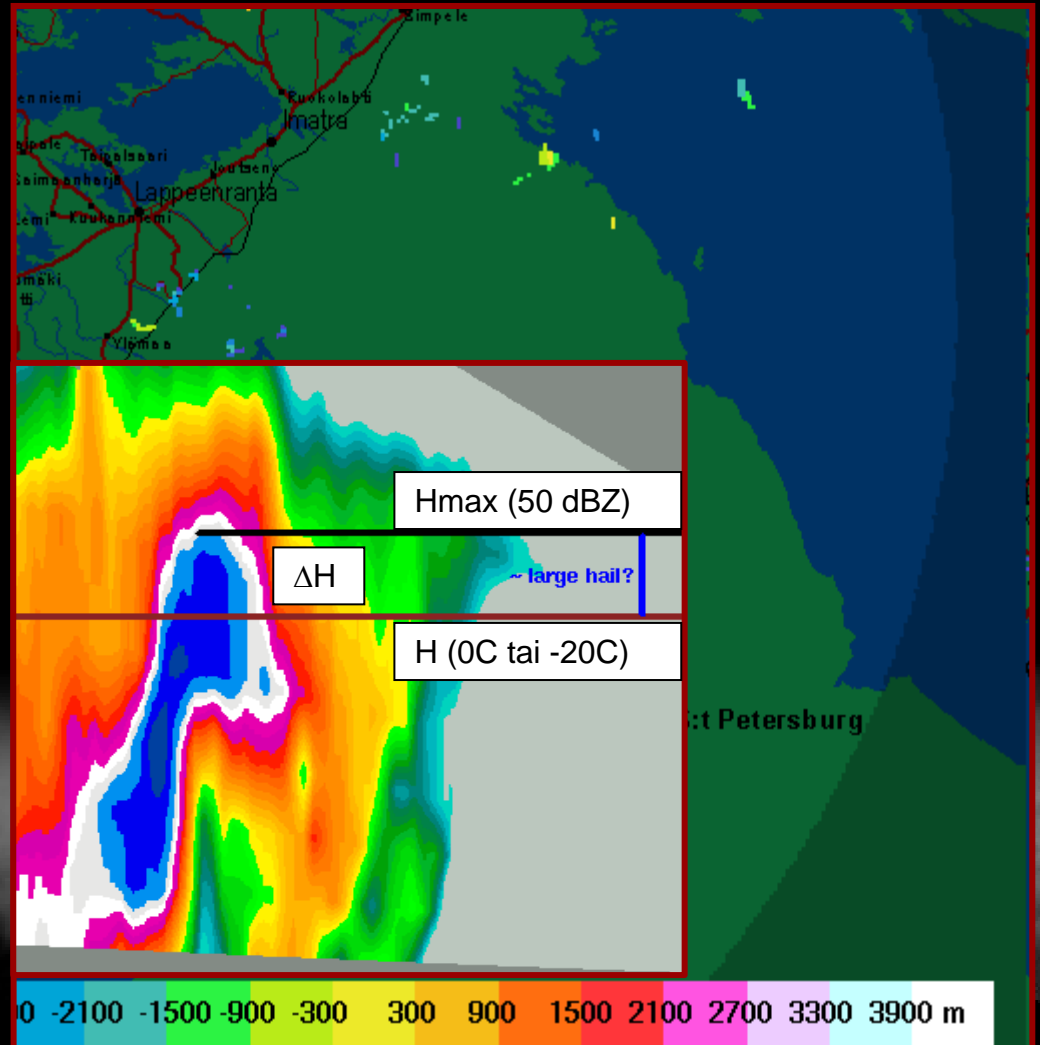 Simpele
Ruokolahti
Imatra
Taipalsaari
Joutseno
Lappeenranta
Kuukanniemi
Ylämaa
Hmax (50 dBZ)
ΔH
large hail?
H (0C tai -20C)
S:t Petersburg
-2100 -1500 -900 -300 300 900 1500 2100 2700 3300 3900 m